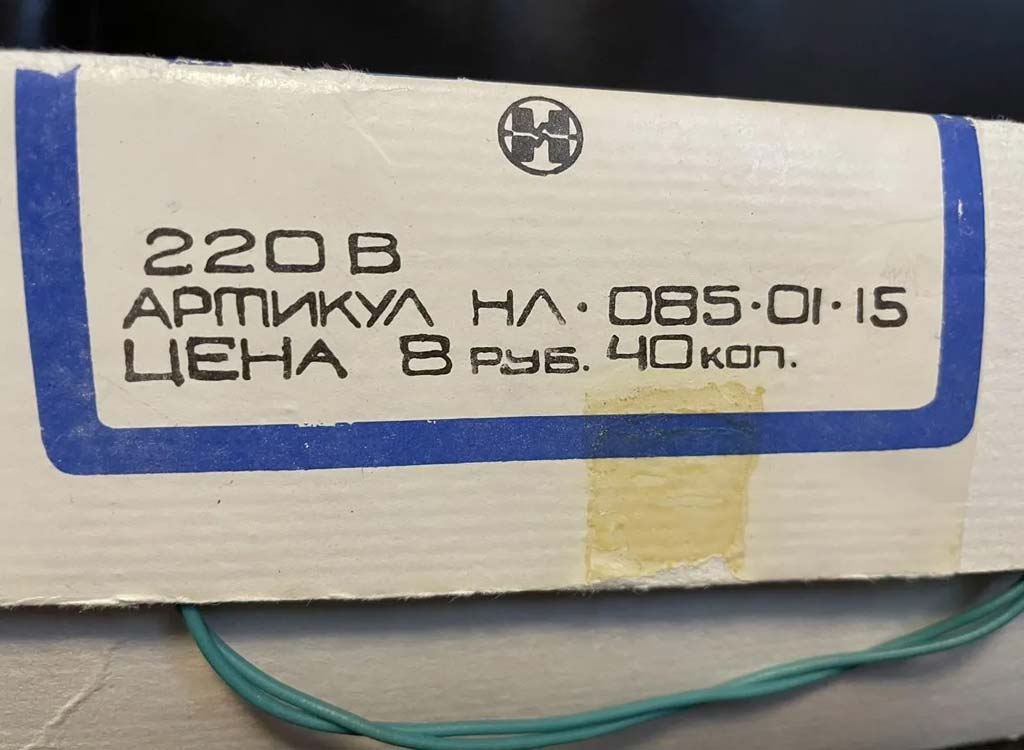 220 В
АРТИКУЛ НЛ·085·01·15
ЦЕНА 8 РУБ. 40 КОП.